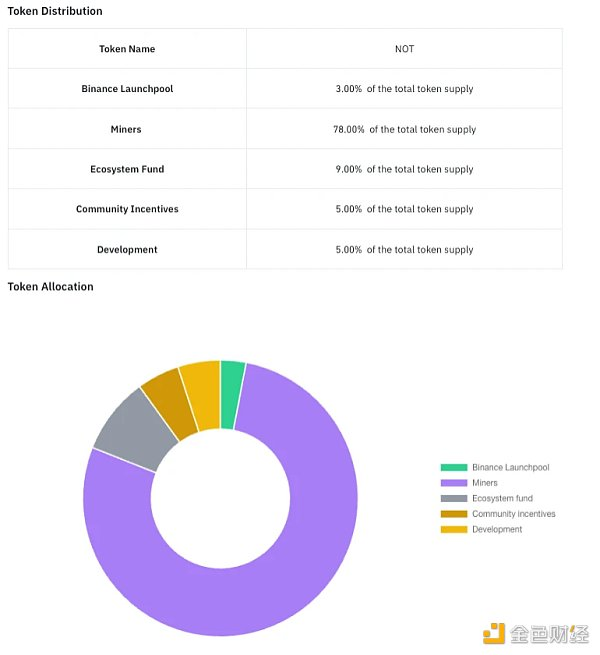 Token Distribution
Token Name NOT
Binance Launchpool 3.00% of the total token supply
Miners 78.00% of the total token supply
Ecosystem Fund 9.00% of the total token supply
Community Incentives 5.00% of the total token supply
Development 5.00% of the total token supply
Token Allocation
Binance Launchpool
Miners
Ecosystem fund
Community incentives
Development
金色财经